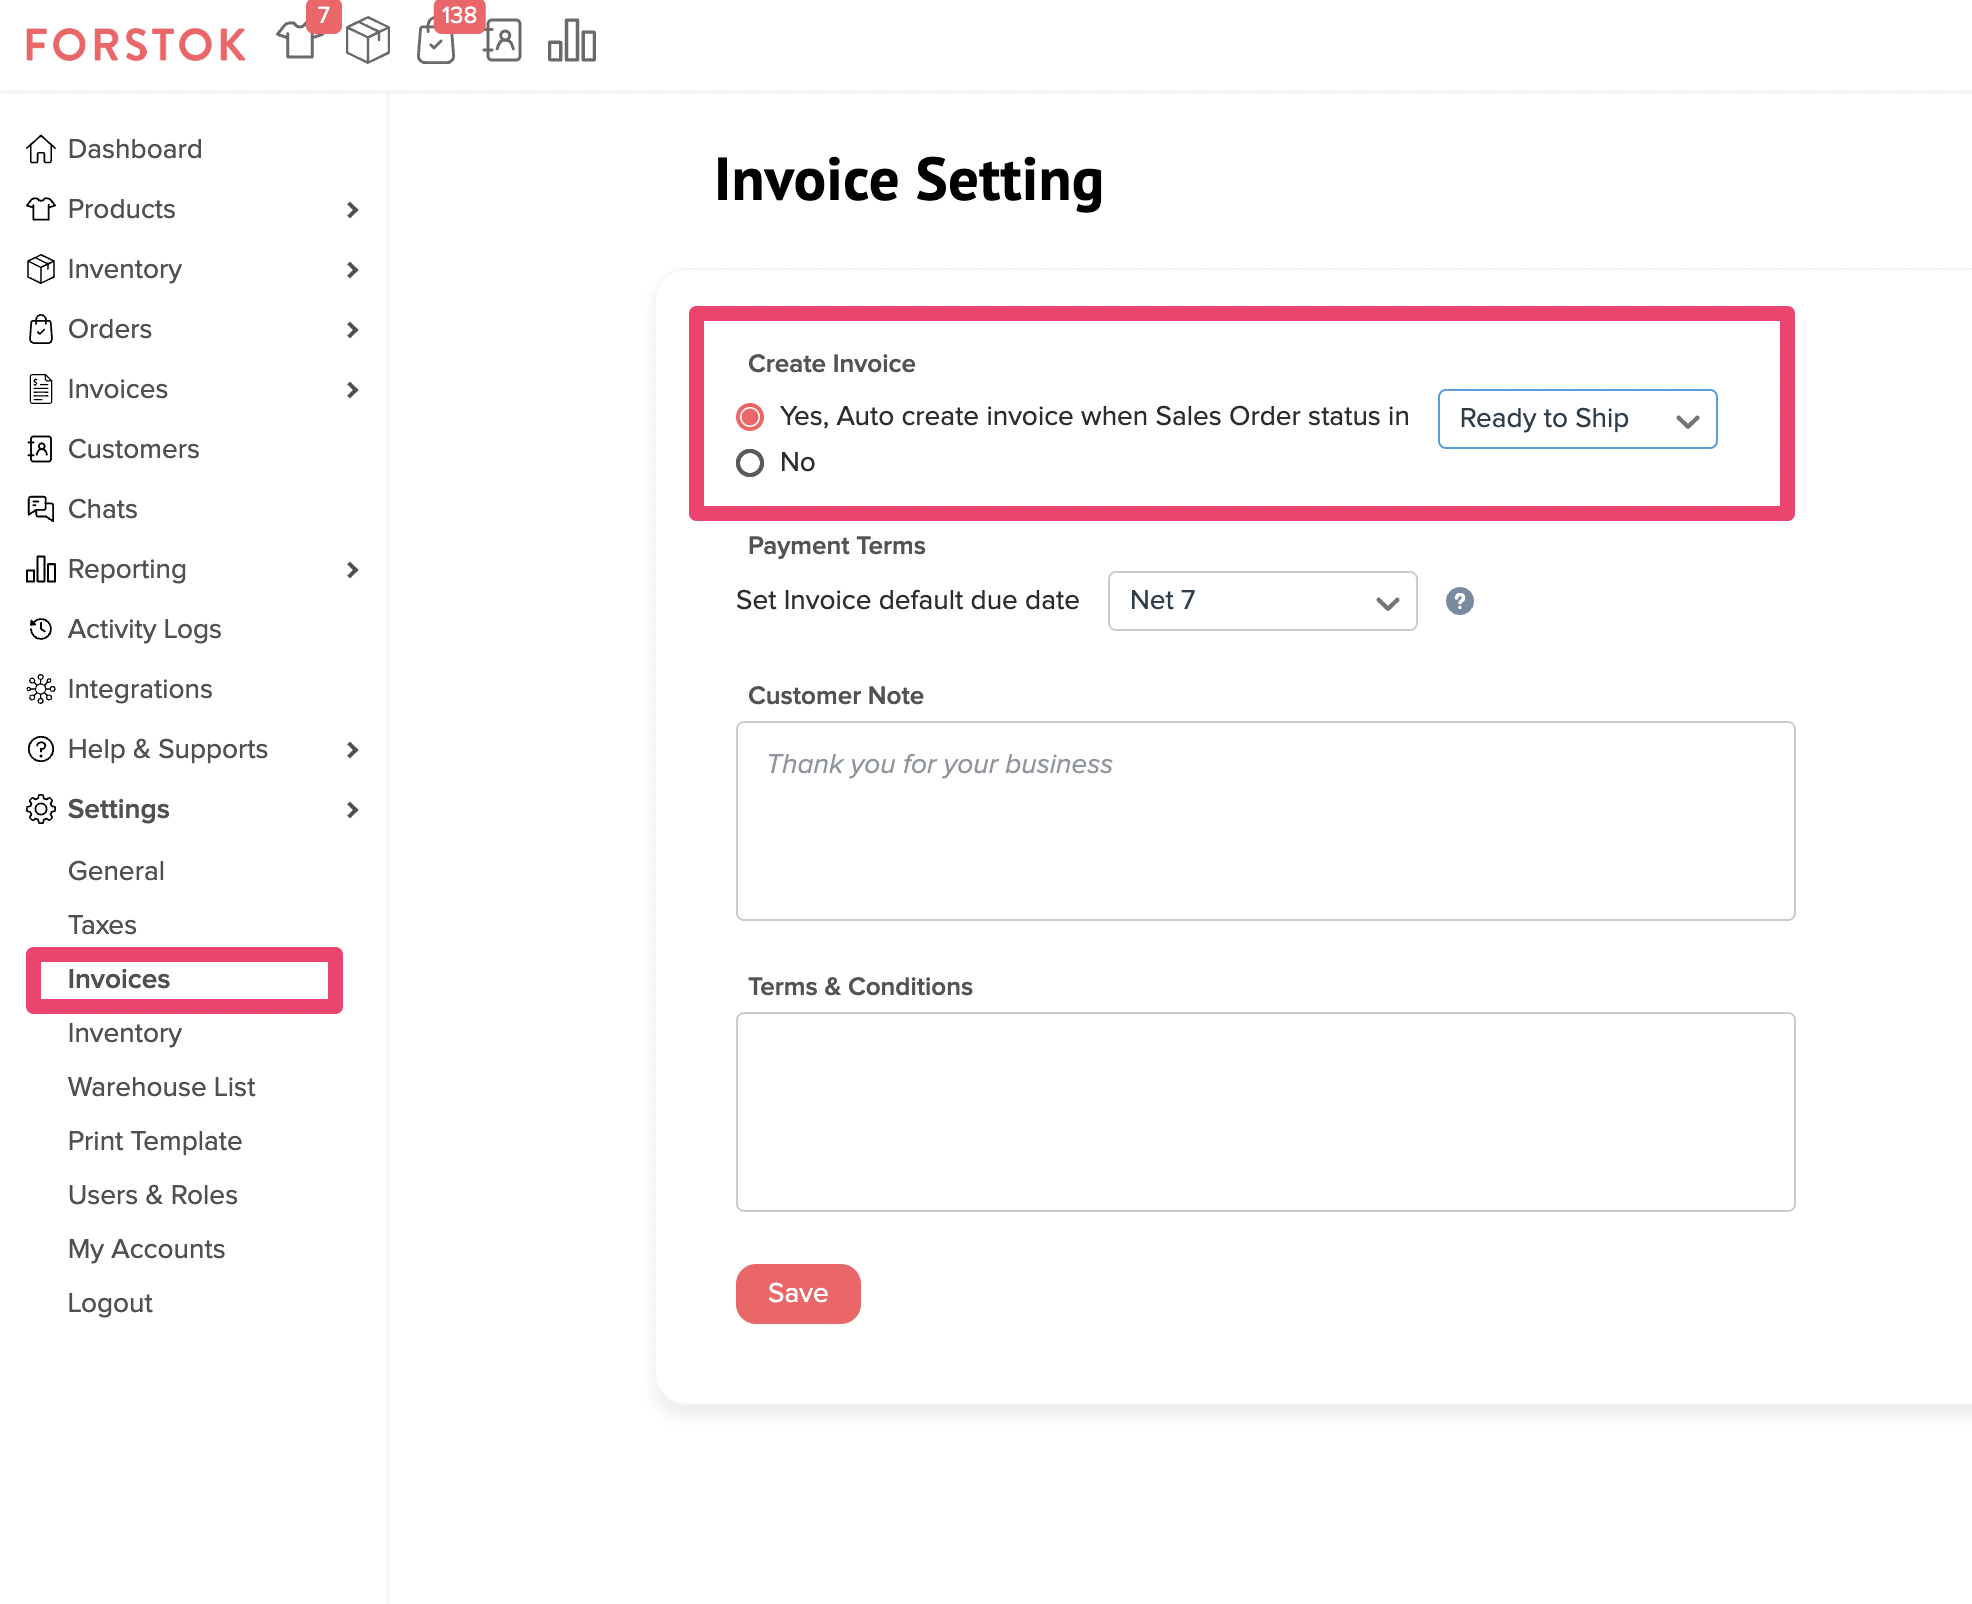 FORSTOK
7
138
Dashboard
Products
Inventory
Orders
Invoices
Customers
Chats
Reporting
Activity Logs
Integrations
Help & Supports
Settings
General
Taxes
Invoices
Inventory
Warehouse List
Print Template
Users & Roles
My Accounts
Logout
Invoice Setting
Create Invoice
Yes, Auto create invoice when Sales Order status in Ready to Ship
No
Payment Terms
Set Invoice default due date Net 7 ?
Customer Note
Thank you for your business
Terms & Conditions
Save